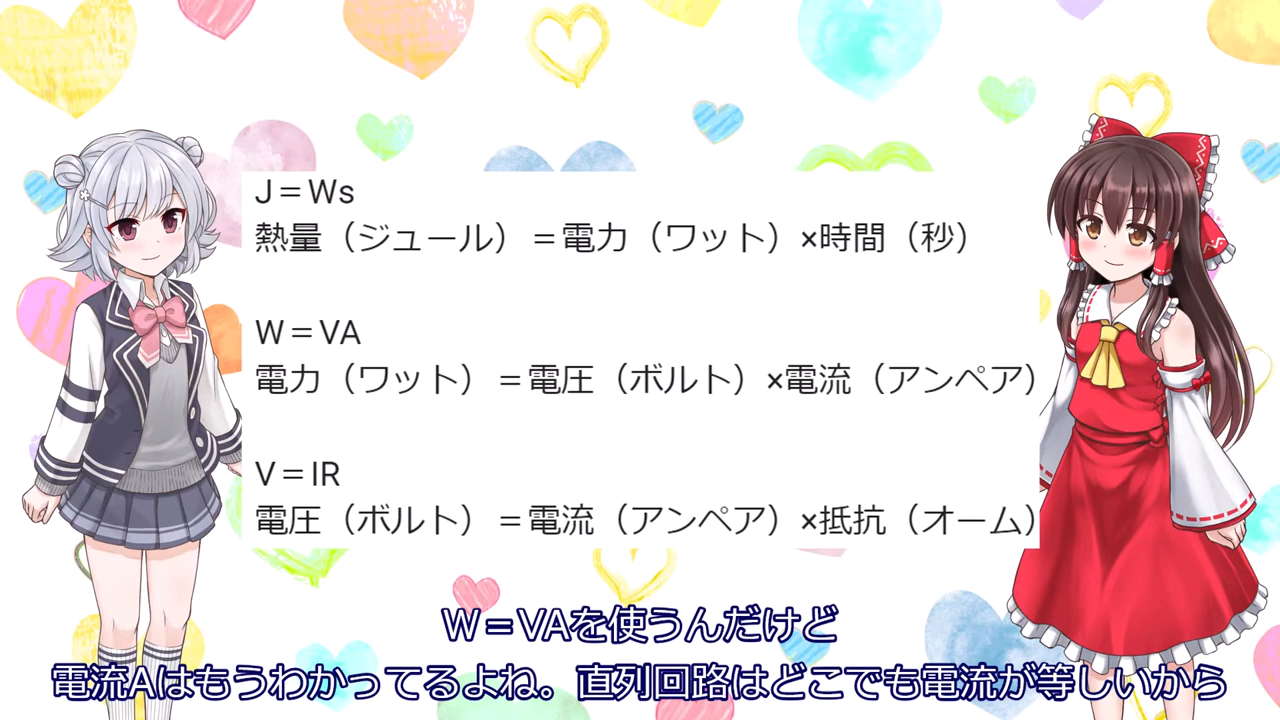 J＝Ws
熱量（ジュール）＝電力（ワット）×時間（秒）
W＝VA
電力（ワット）＝電圧（ボルト）×電流（アンペア）
V＝IR
電圧（ボルト）＝電流（アンペア）×抵抗（オーム）
W＝VAを使うんだけど
電流Aはもうわかってるよね。直列回路はどこでも電流が等しいから